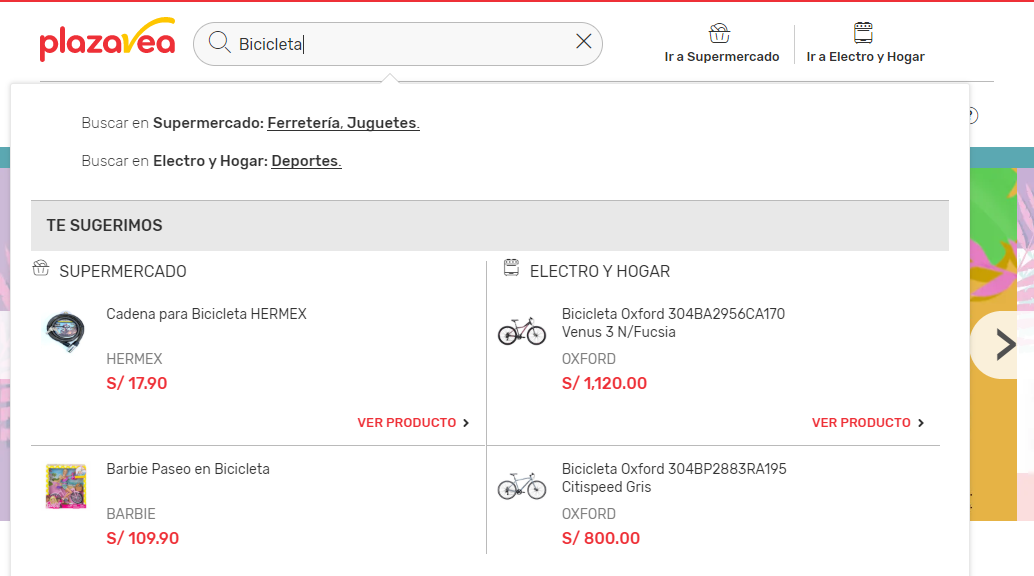 plazavea
Bicicleta
Ir a Supermercado
Ir a Electro y Hogar
?
Buscar en Supermercado: Ferretería, Juguetes.
Buscar en Electro y Hogar: Deportes.
TE SUGERIMOS
SUPERMERCADO
ELECTRO Y HOGAR
Cadena para Bicicleta HERMEX
HERMEX
S/ 17.90
VER PRODUCTO
Bicicleta Oxford 304BA2956CA170
Venus 3 N/Fucsia
OXFORD
S/ 1,120.00
VER PRODUCTO
Barbie Paseo en Bicicleta
BARBIE
S/ 109.90
Bicicleta Oxford 304BP2883RA195
Citispeed Gris
OXFORD
S/ 800.00